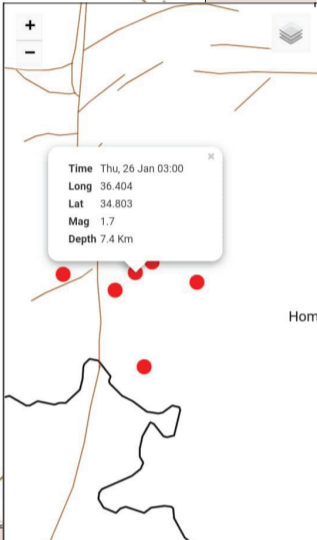 +
−
×
Time Thu, 26 Jan 03:00
Long 36.404
Lat 34.803
Mag 1.7
Depth 7.4 Km
Hom